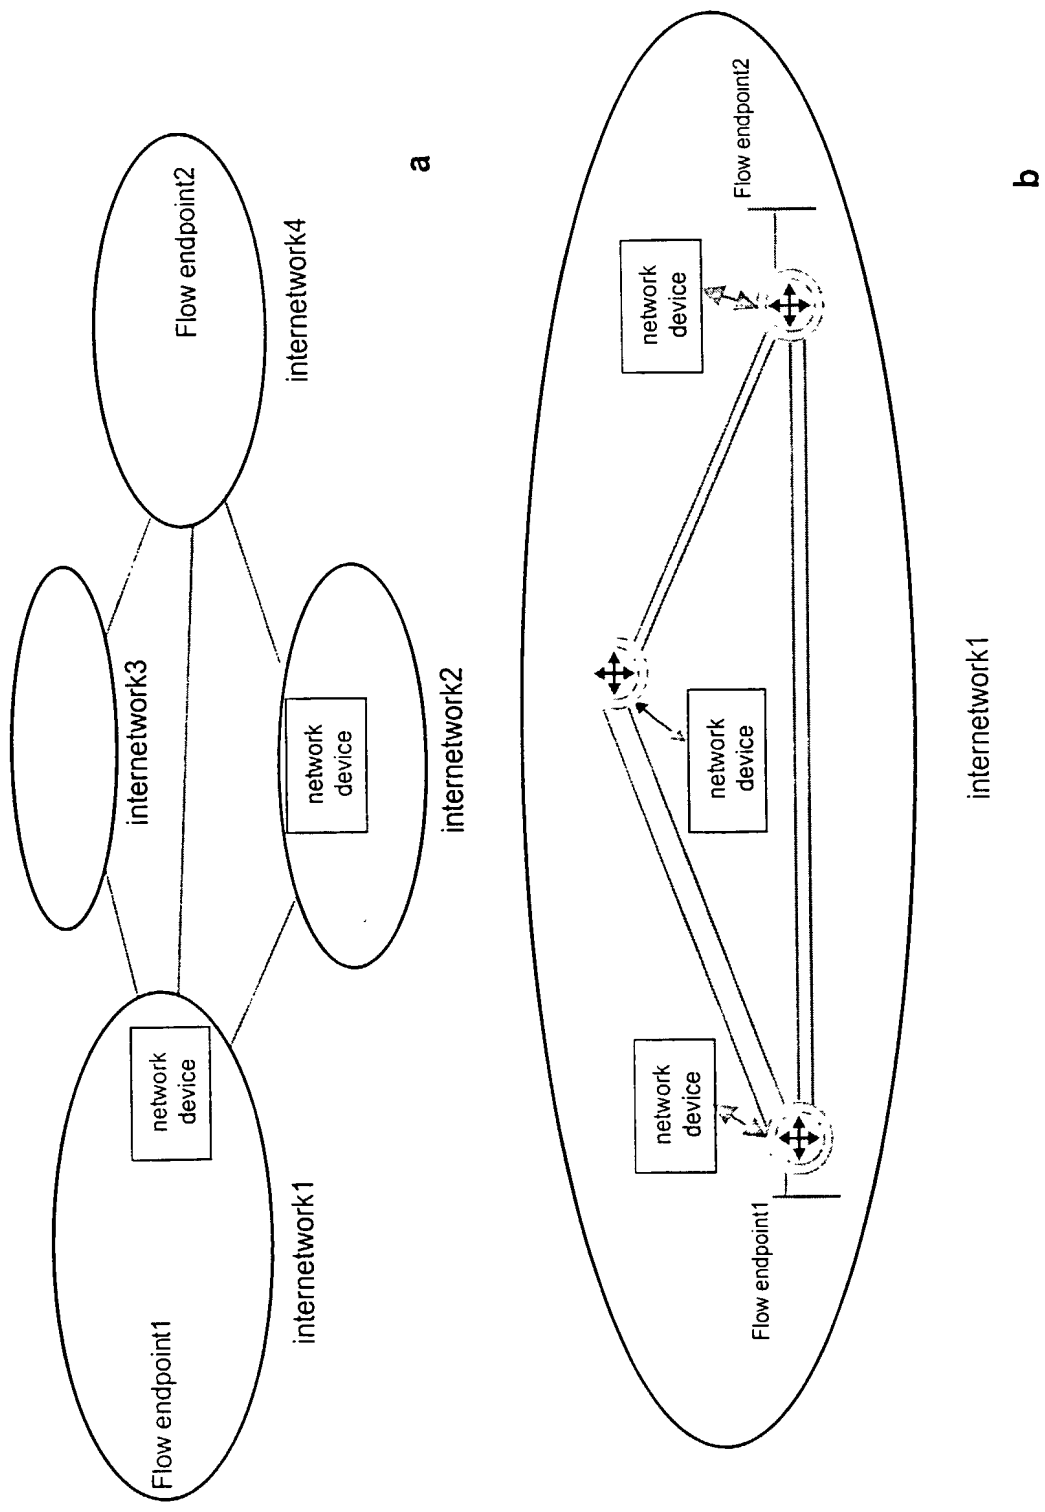 Flow endpoint1
network
device
internetwork1
internetwork3
network
device
internetwork2
Flow endpoint2
internetwork4
a
Flow endpoint1
network
device
network
device
network
device
Flow endpoint2
internetwork1
b